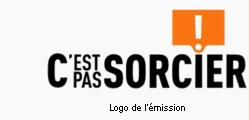 !
C'EST PAS SORCIER
Logo de l'émission